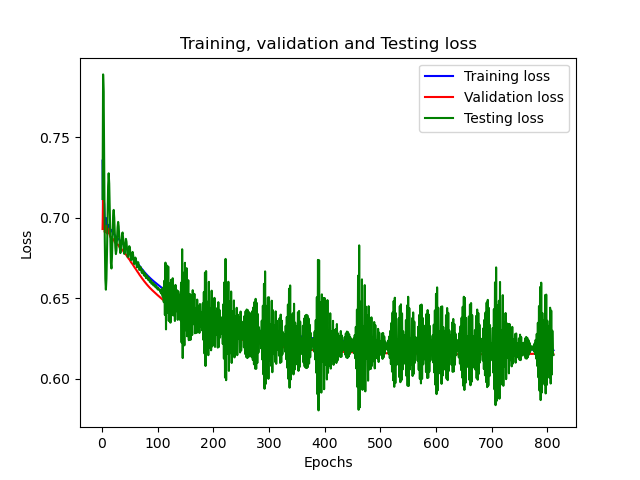 Training, validation and Testing loss
Training loss
Validation loss
Testing loss
0.75
0.70
0.65
0.60
Loss
0 100 200 300 400 500 600 700 800
Epochs